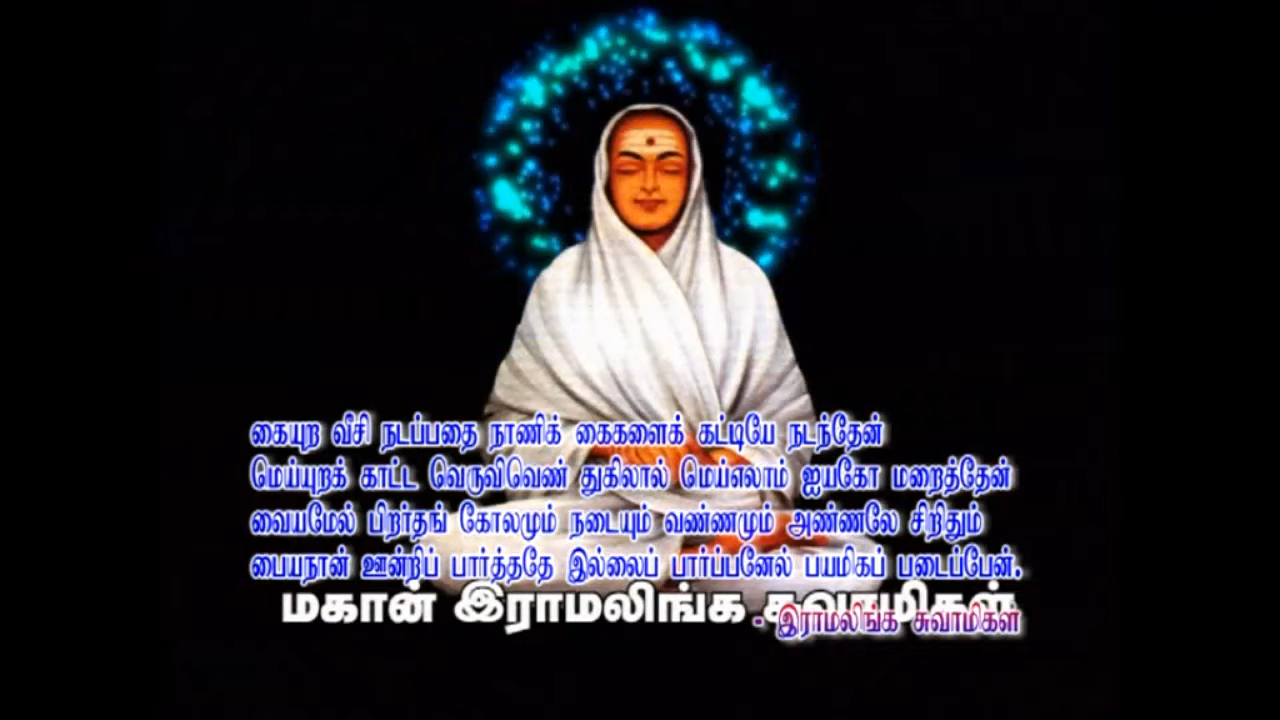 கையுற வீசி நடப்பதை நாணிக் கைகளைக் கட்டியே நடந்தேன்
மெய்யுறக் காட்ட வெருவிவெண் துகிலால் மெய்எலாம் ஐயகோ மறைத்தேன்
வையமேல் பிறர்தங் கோலமும் நடையும் வண்ணமும் அண்ணலே சிறிதும்
பையநான் ஊன்றிப் பார்த்ததே இல்லைப் பார்ப்பனேல் பயமிகப் படைப்பேன்.
மகான் இராமலிங்க சுவாமிகள்
- இராமலிங்க சுவாமிகள்